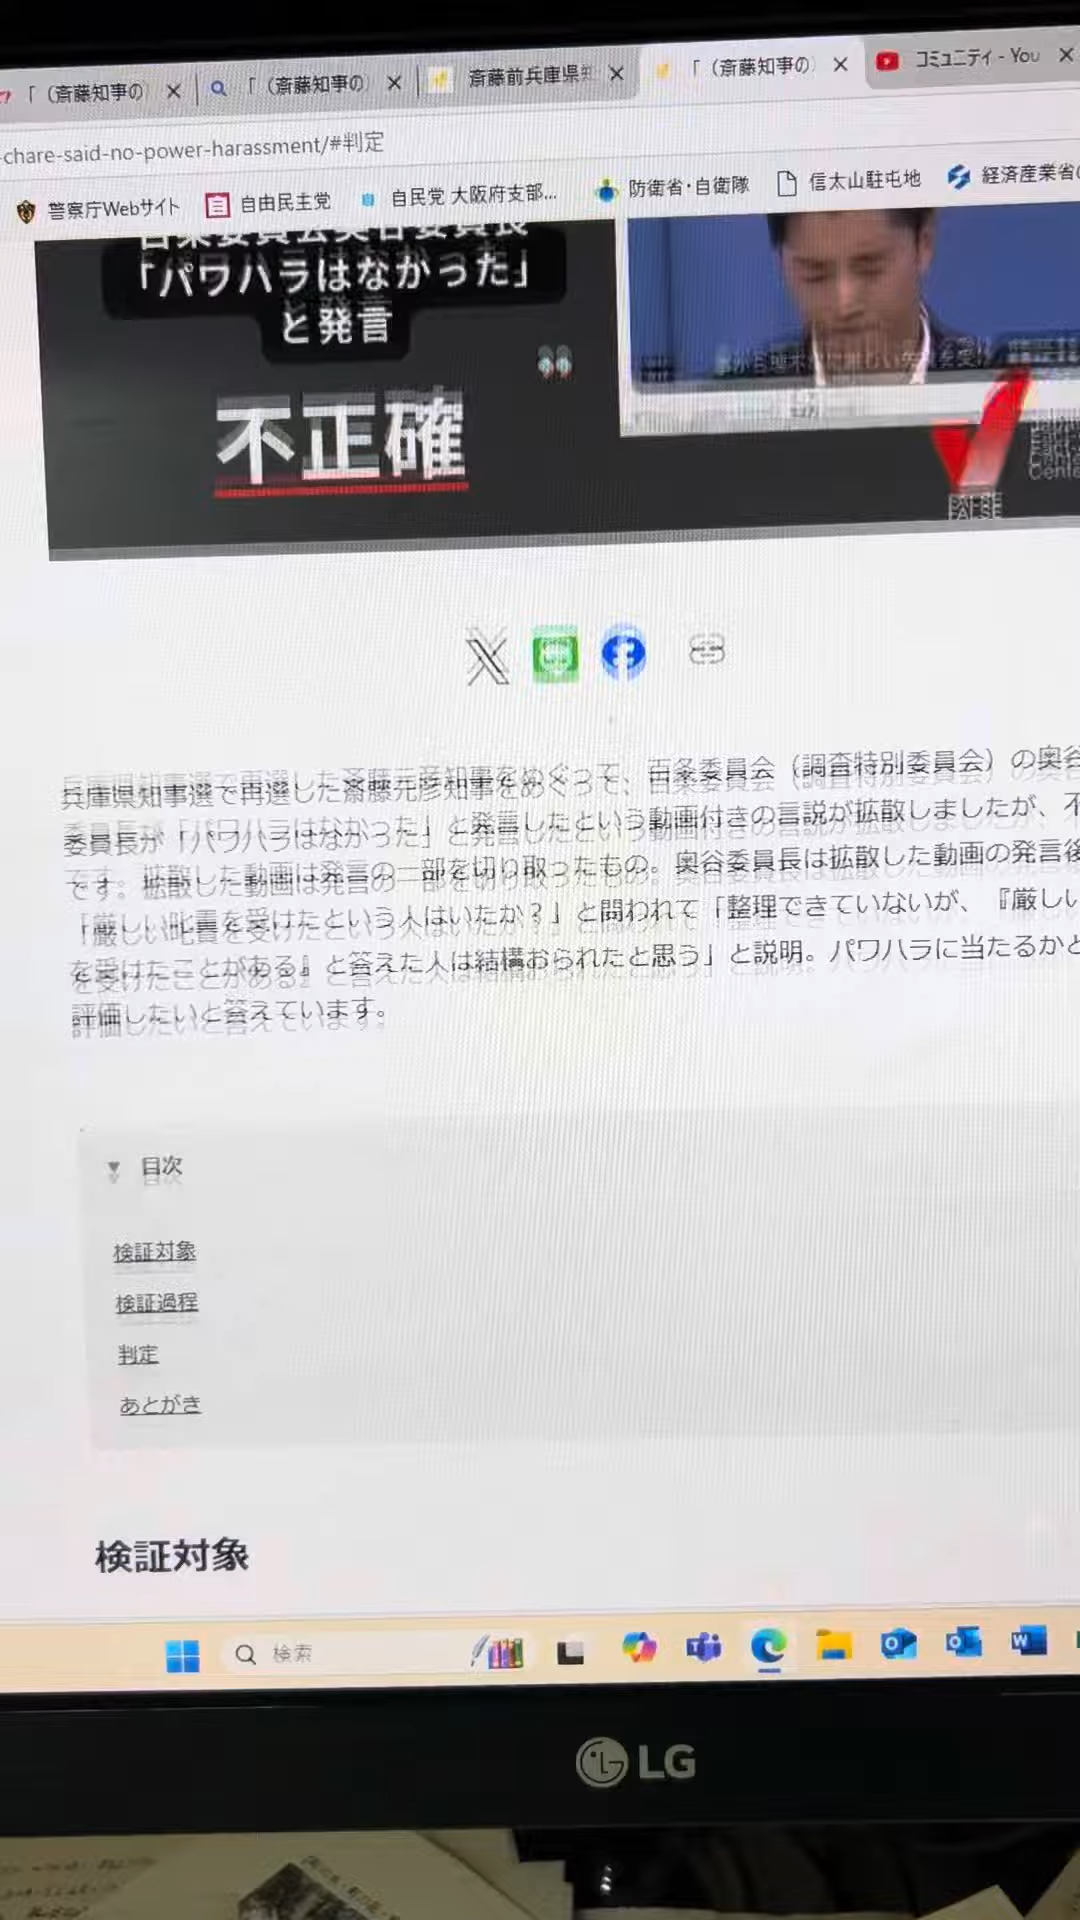 「（斎藤知事の
「（斎藤知事の）
斎藤前兵庫県
「（斎藤知事の）
コミュニティ - You
-chare-said-no-power-harassment/#判定
警察庁Webサイト
自由民主党
自民党 大阪府支部...
防衛省・自衛隊
信太山駐屯地
経済産業省の
百条委員会奥谷委員長
「パワハラはなかった」
と発言
不正確
FALSE
兵庫県知事選で再選した斎藤元彦知事をめぐって、百条委員会（調査特別委員会）の奥谷
委員長が「パワハラはなかった」と発言したという動画付きの言説が拡散しましたが、不
です。拡散した動画は発言の一部を切り取ったもの。奥谷委員長は拡散した動画の発言後
「厳しい叱責を受けたという人はいたか？」と問われて「整理できていないが、『厳しい
を受けたことがある』と答えた人は結構おられたと思う」と説明。パワハラに当たるかど
評価したいと答えています。
目次
検証対象
検証過程
判定
あとがき
検証対象
検索
LG